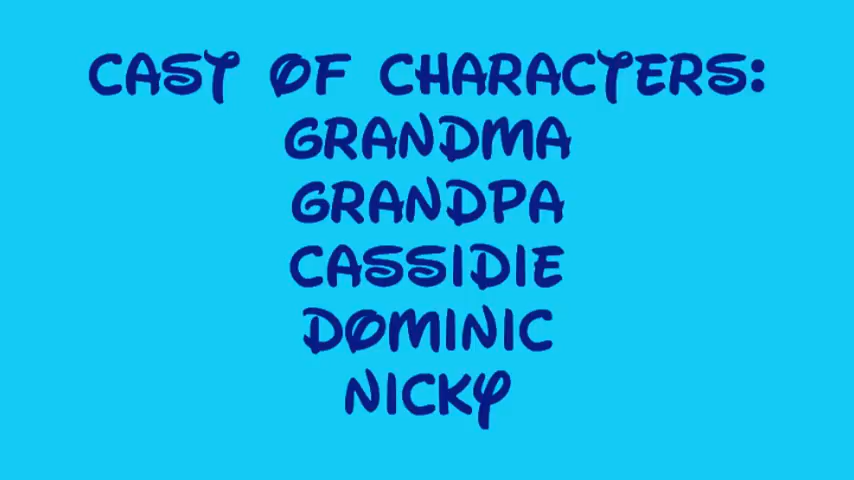 CAST OF CHARACTERS:
GRANDMA
GRANDPA
CASSIDIE
DOMINIC
NICKY